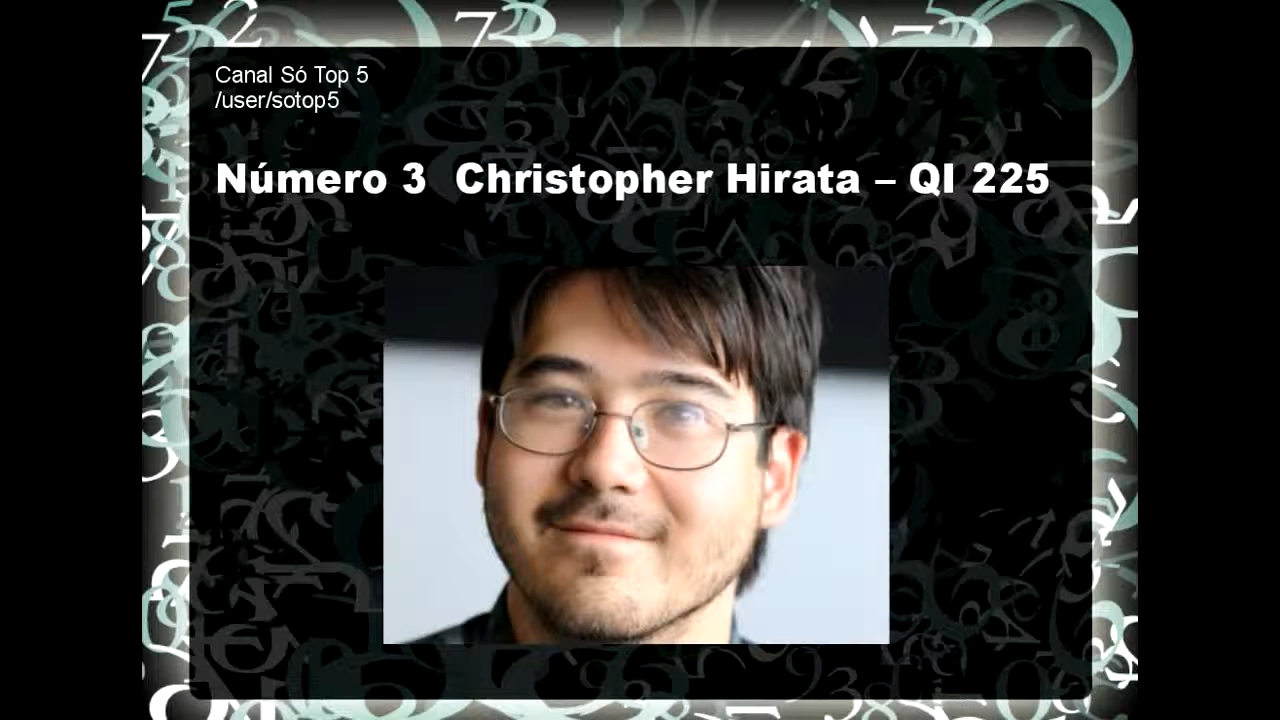 Canal Só Top 5
/user/sotop5
Número 3  Christopher Hirata – QI 225